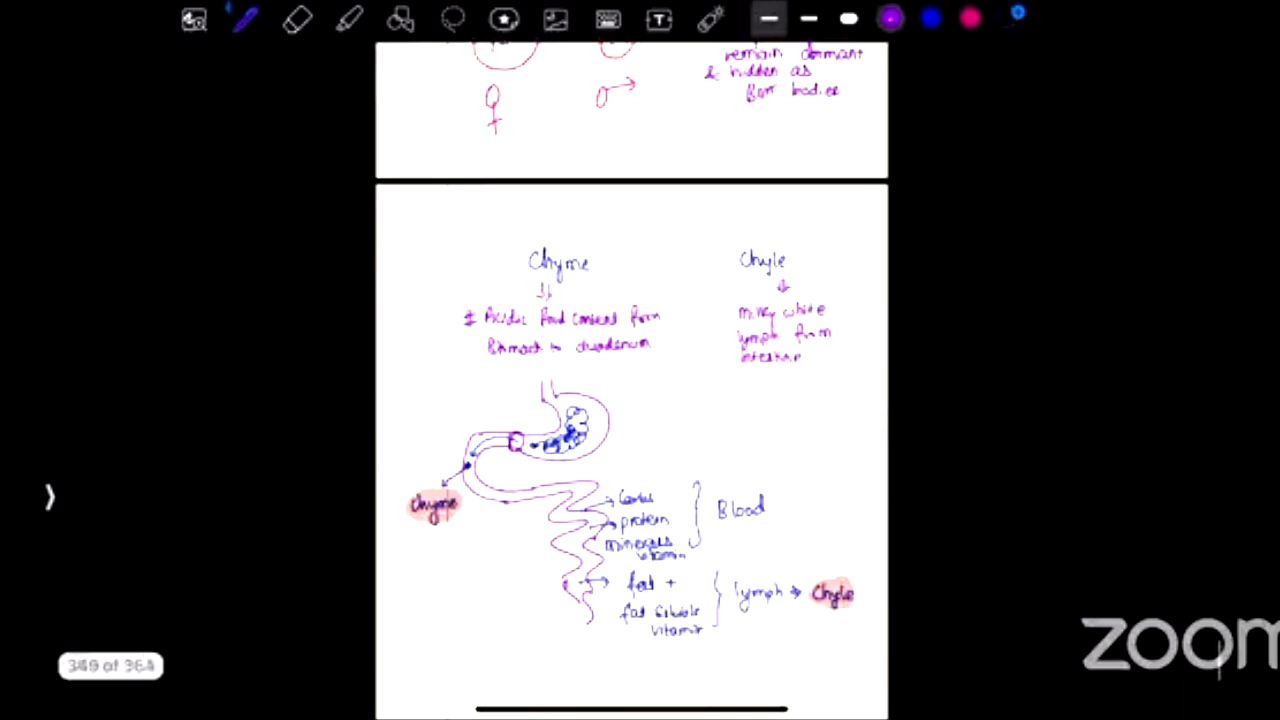 remain dormant
& hidden as
Barr bodies
Chyme
Chyle
Acidic food content from
Stomach to duodenum
milky white
lymph from
intestine
Chyme
protein
Blood
minerals
vitamin
fat +
lymph → Chyle
fat soluble
vitamin
349 of 364
zoom